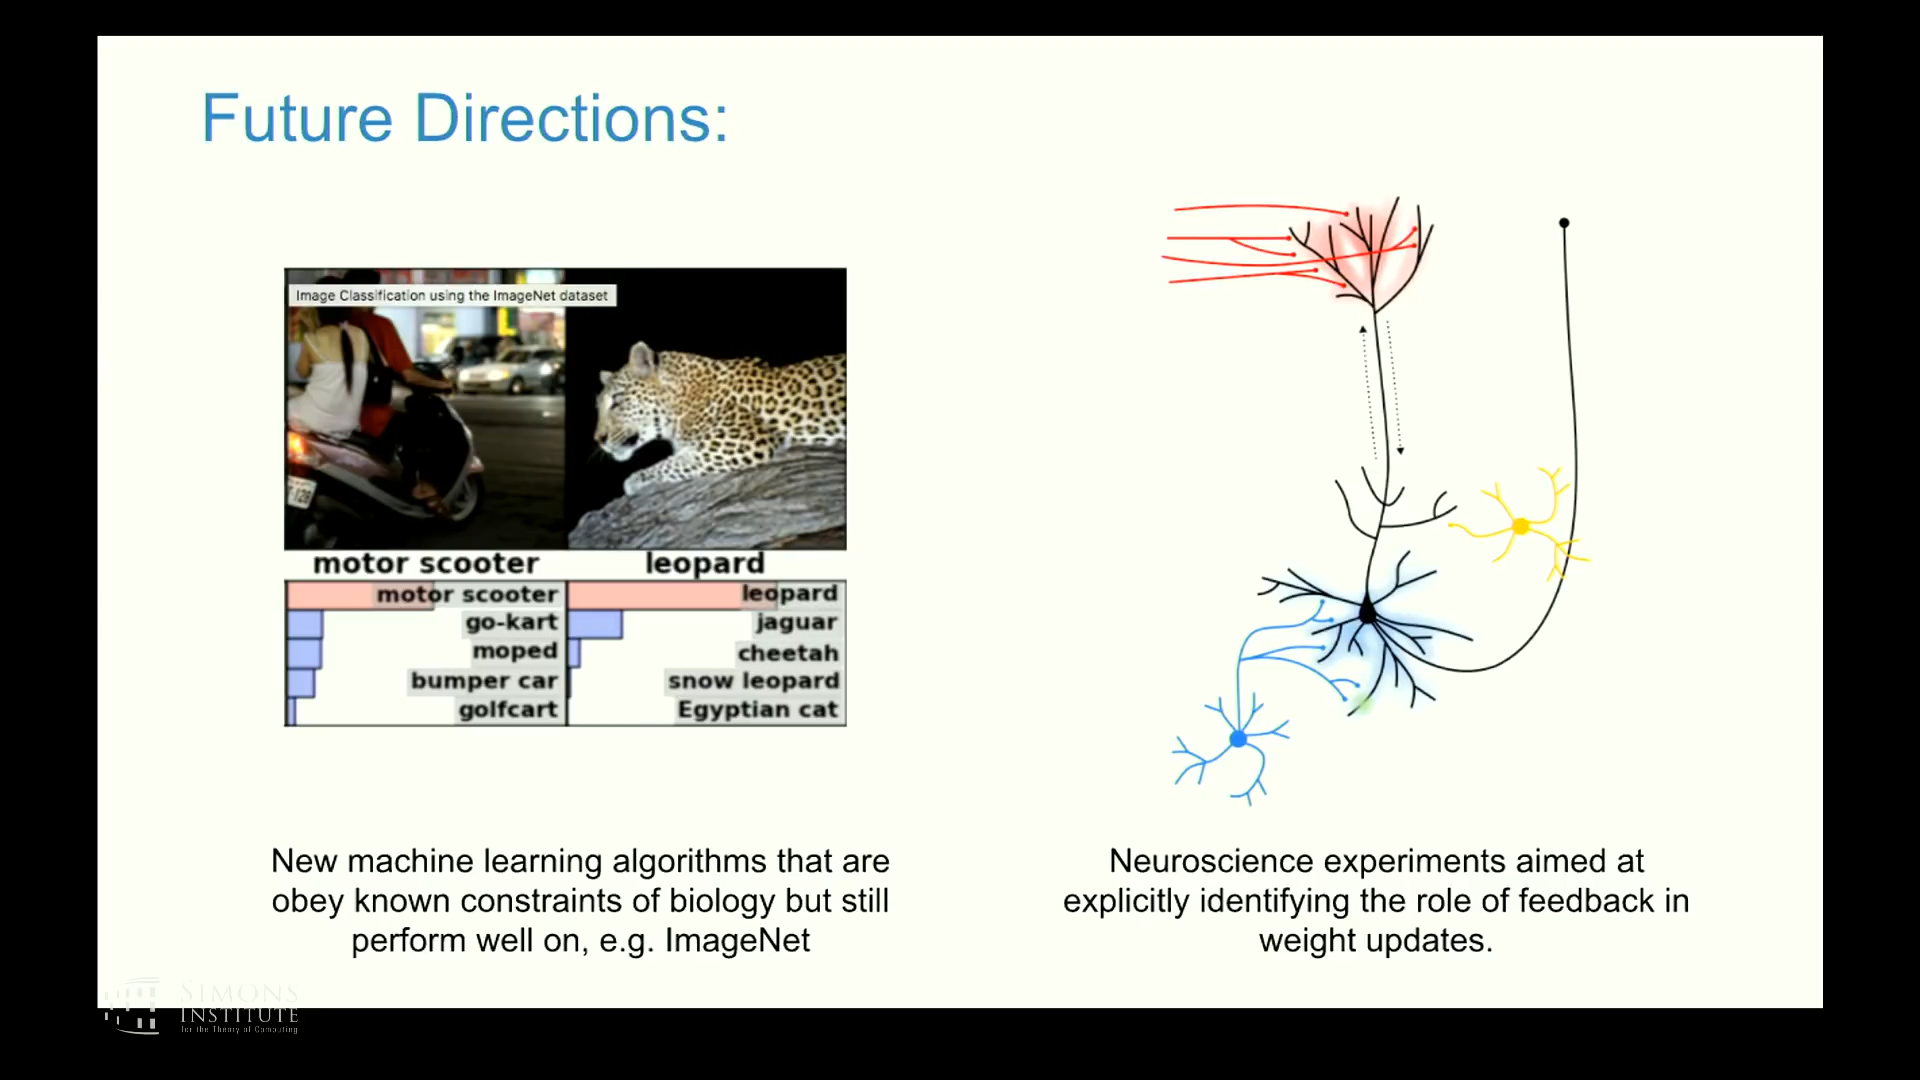 Future Directions:
Image Classification using the ImageNet dataset
motor scooter
leopard
motor scooter
go-kart
moped
bumper car
golfcart
leopard
jaguar
cheetah
snow leopard
Egyptian cat
New machine learning algorithms that are
obey known constraints of biology but still
perform well on, e.g. ImageNet
Neuroscience experiments aimed at
explicitly identifying the role of feedback in
weight updates.
SIMONS
INSTITUTE
for the Theory of Computing